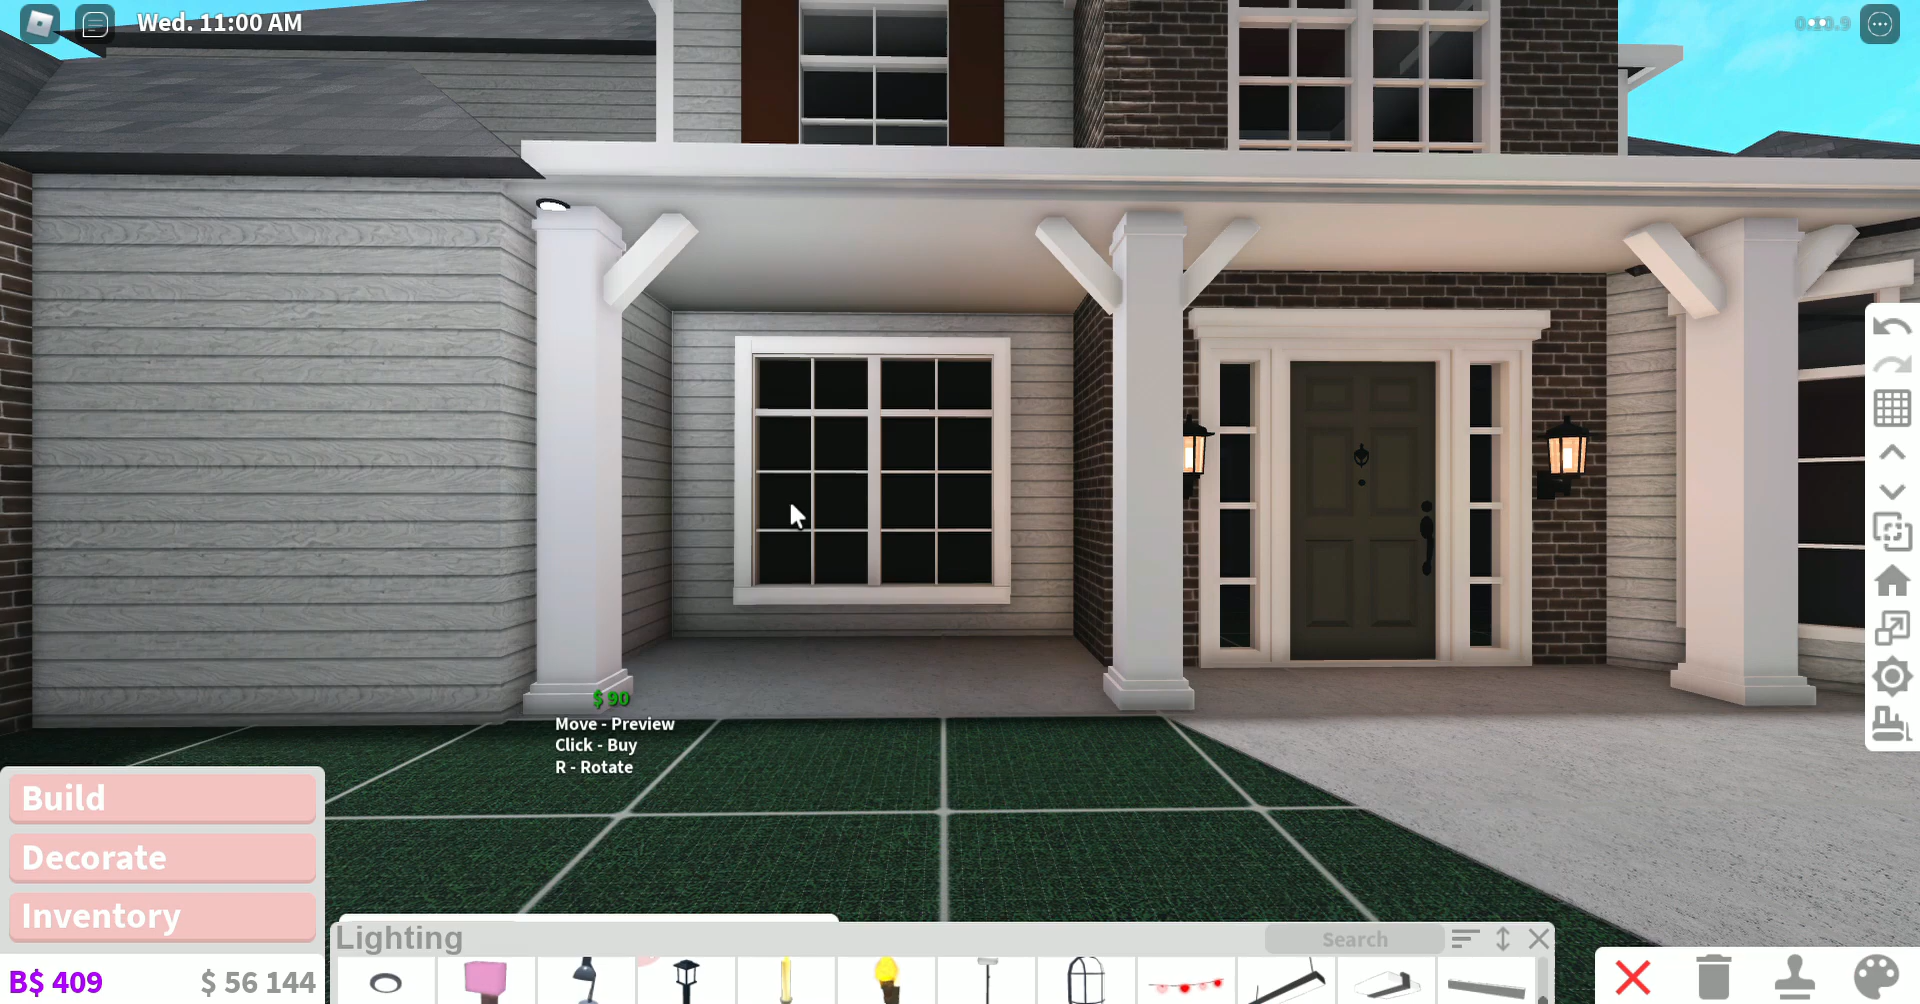 Wed. 11:00 AM
$ 90
Move - Preview
Click - Buy
R - Rotate
Build
Decorate
Inventory
B$ 409
$ 56 144
Lighting
Search